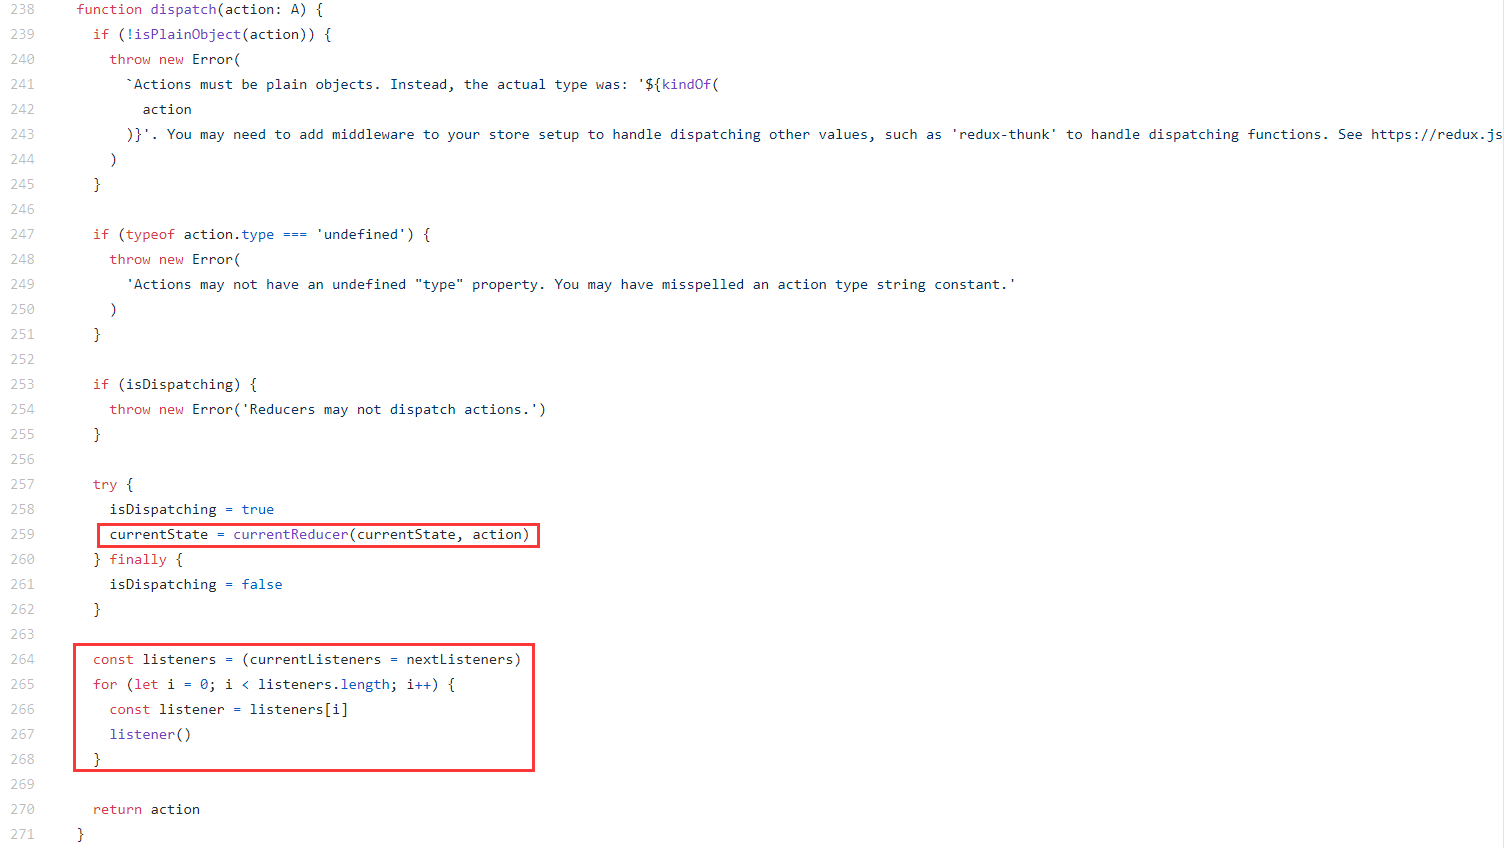 238 function dispatch(action: A) {
239 if (!isPlainObject(action)) {
240 throw new Error(
241 `Actions must be plain objects. Instead, the actual type was: '${kindOf(
242 action
243 )}'. You may need to add middleware to your store setup to handle dispatching other values, such as 'redux-thunk' to handle dispatching functions. See https://redux.js
244 )
245 }
246
247 if (typeof action.type === 'undefined') {
248 throw new Error(
249 'Actions may not have an undefined "type" property. You may have misspelled an action type string constant.'
250 )
251 }
252
253 if (isDispatching) {
254 throw new Error('Reducers may not dispatch actions.')
255 }
256
257 try {
258 isDispatching = true
259 currentState = currentReducer(currentState, action)
260 } finally {
261 isDispatching = false
262 }
263
264 const listeners = (currentListeners = nextListeners)
265 for (let i = 0; i < listeners.length; i++) {
266 const listener = listeners[i]
267 listener()
268 }
269
270 return action
271 }